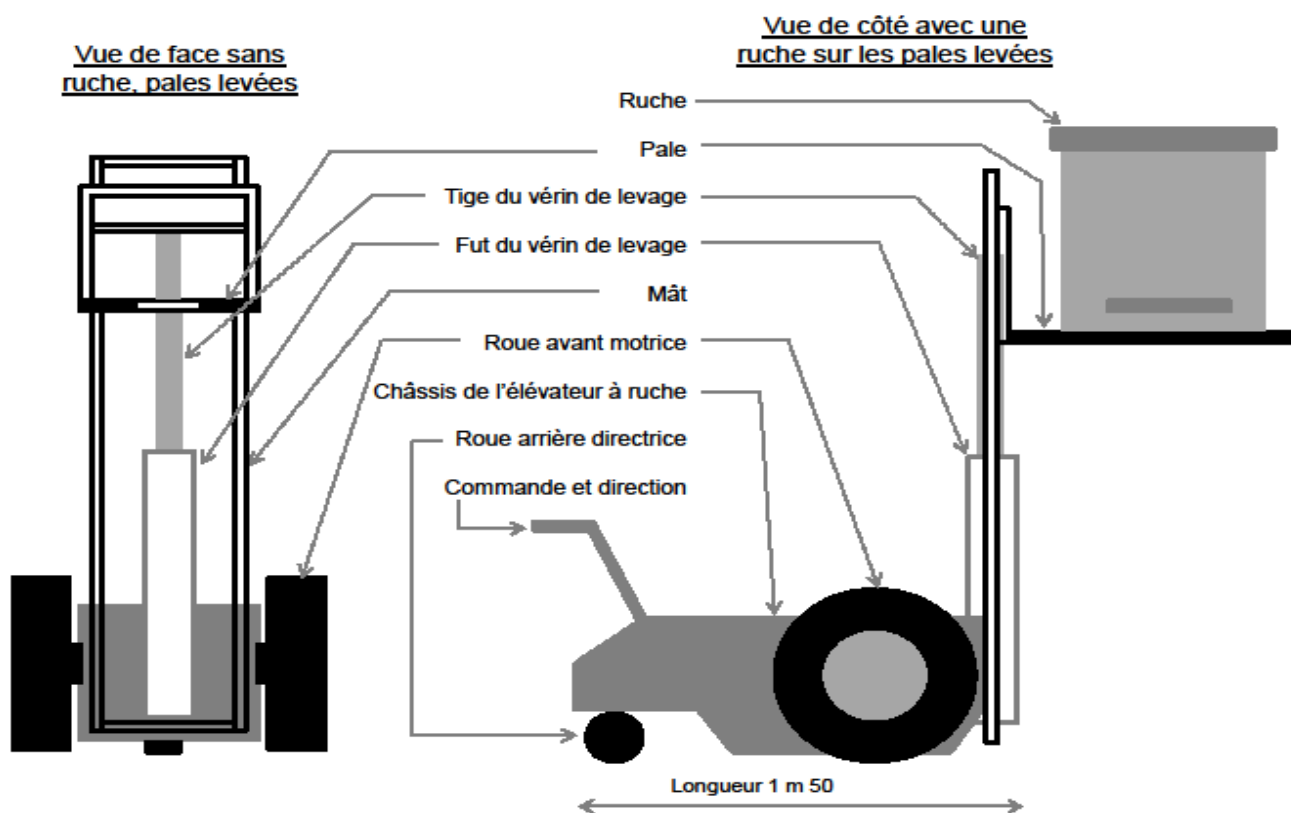 Vue de face sans
ruche, pales levées
Vue de côté avec une
ruche sur les pales levées
Ruche
Pale
Tige du vérin de levage
Fut du vérin de levage
Mât
Roue avant motrice
Châssis de l'élévateur à ruche
Roue arrière directrice
Commande et direction
Longueur 1 m 50